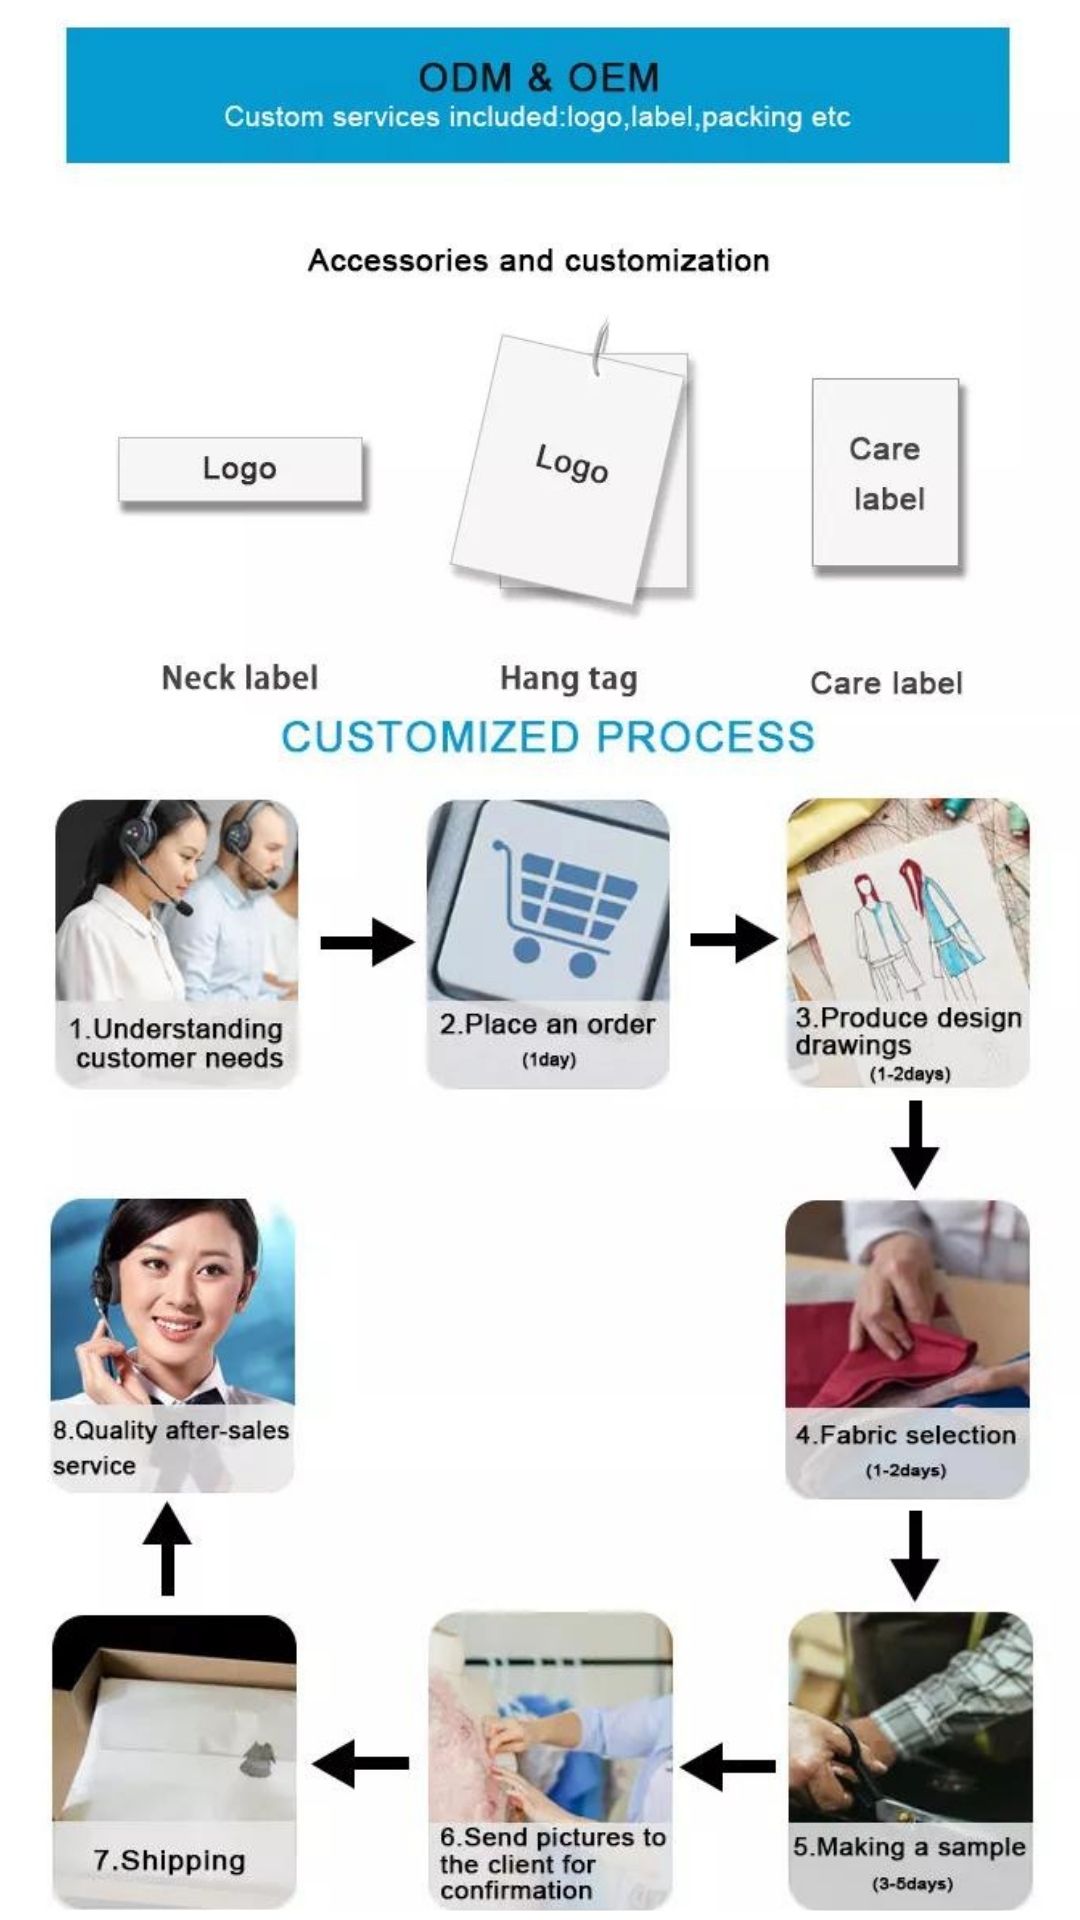 ODM & OEM
Custom services included:logo,label,packing etc
Accessories and customization
Logo
Logo
Care
label
Neck label
Hang tag
Care label
CUSTOMIZED PROCESS
1.Understanding
customer needs
2.Place an order
(1day)
3.Produce design
drawings
(1-2days)
4.Fabric selection
(1-2days)
5.Making a sample
(3-5days)
6.Send pictures to
the client for
confirmation
7.Shipping
8.Quality after-sales
service